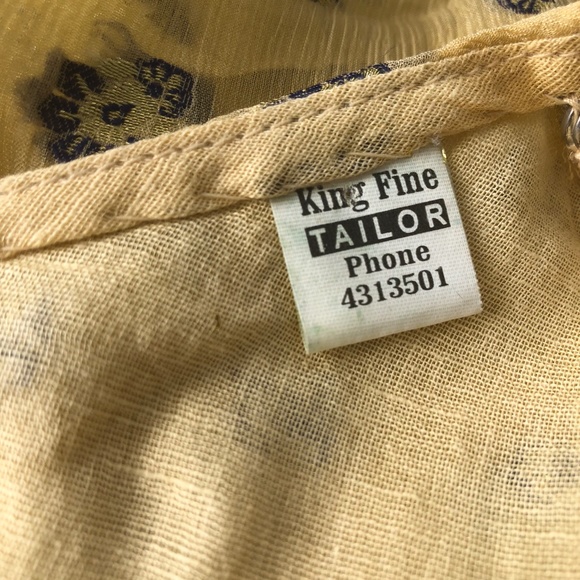 King Fine
TAILOR
Phone
4313501